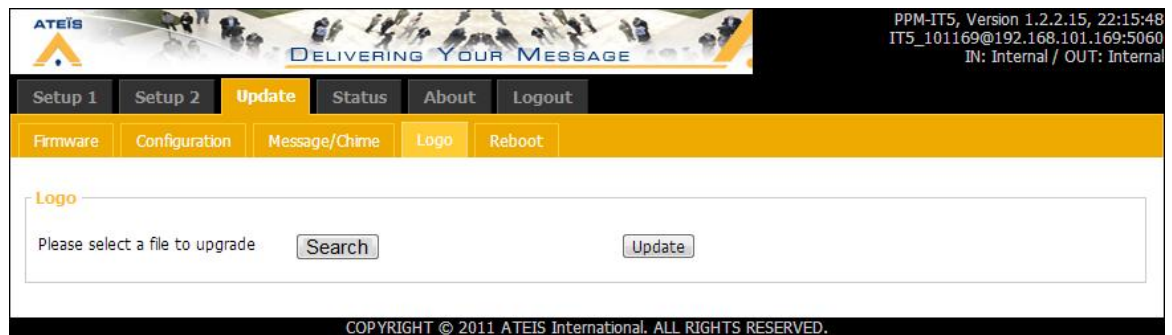 ATEÏS
DELIVERING YOUR MESSAGE
PPM-IT5, Version 1.2.2.15, 22:15:48
IT5_101169@192.168.101.169:5060
IN: Internal / OUT: Internal
Setup 1 Setup 2 Update Status About Logout
Firmware Configuration Message/Chime Logo Reboot
Logo
Please select a file to upgrade Search Update
COPYRIGHT © 2011 ATEIS International. ALL RIGHTS RESERVED.